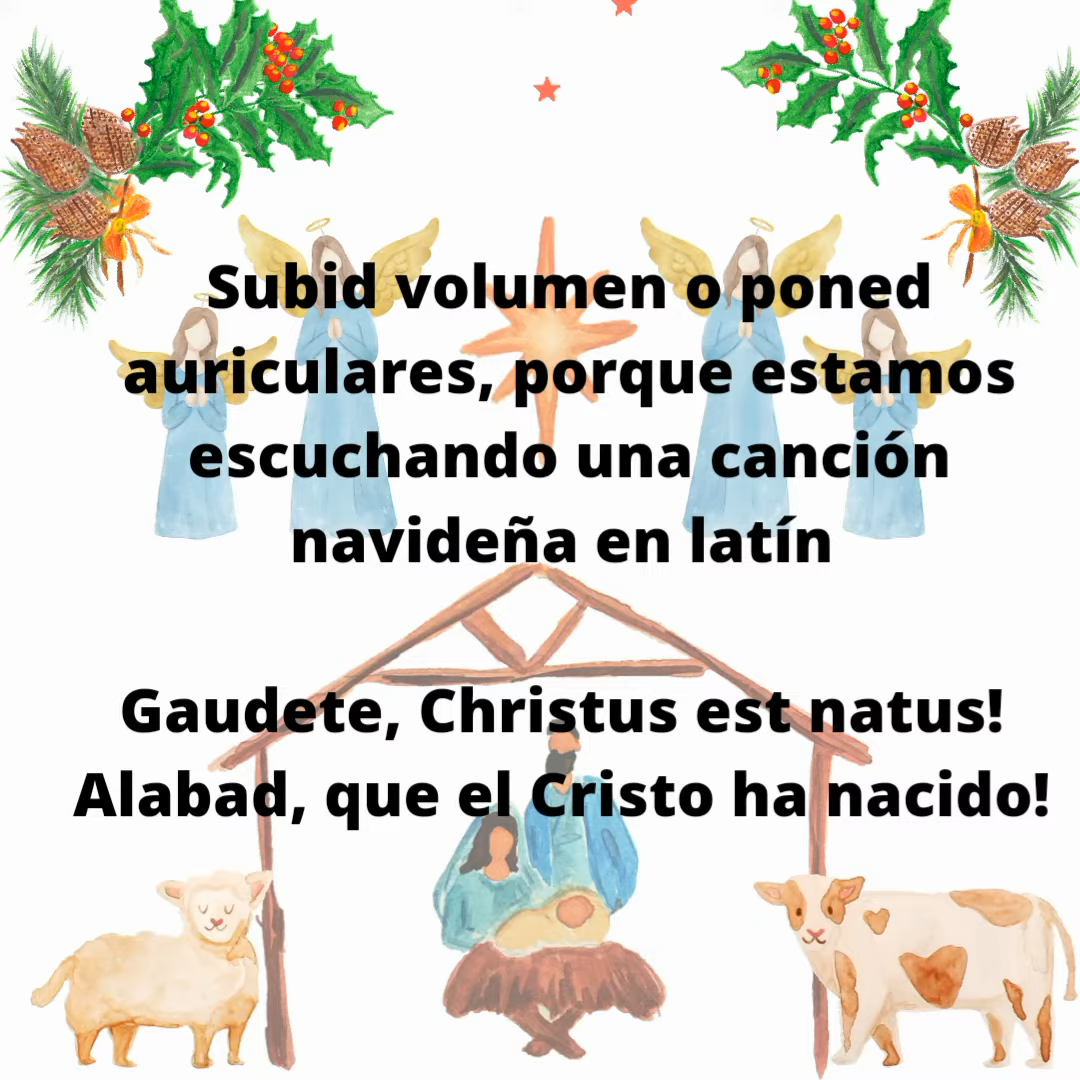 Subid volumen o poned
auriculares, porque estamos
escuchando una canción
navideña en latín
Gaudete, Christus est natus!
Alabad, que el Cristo ha nacido!